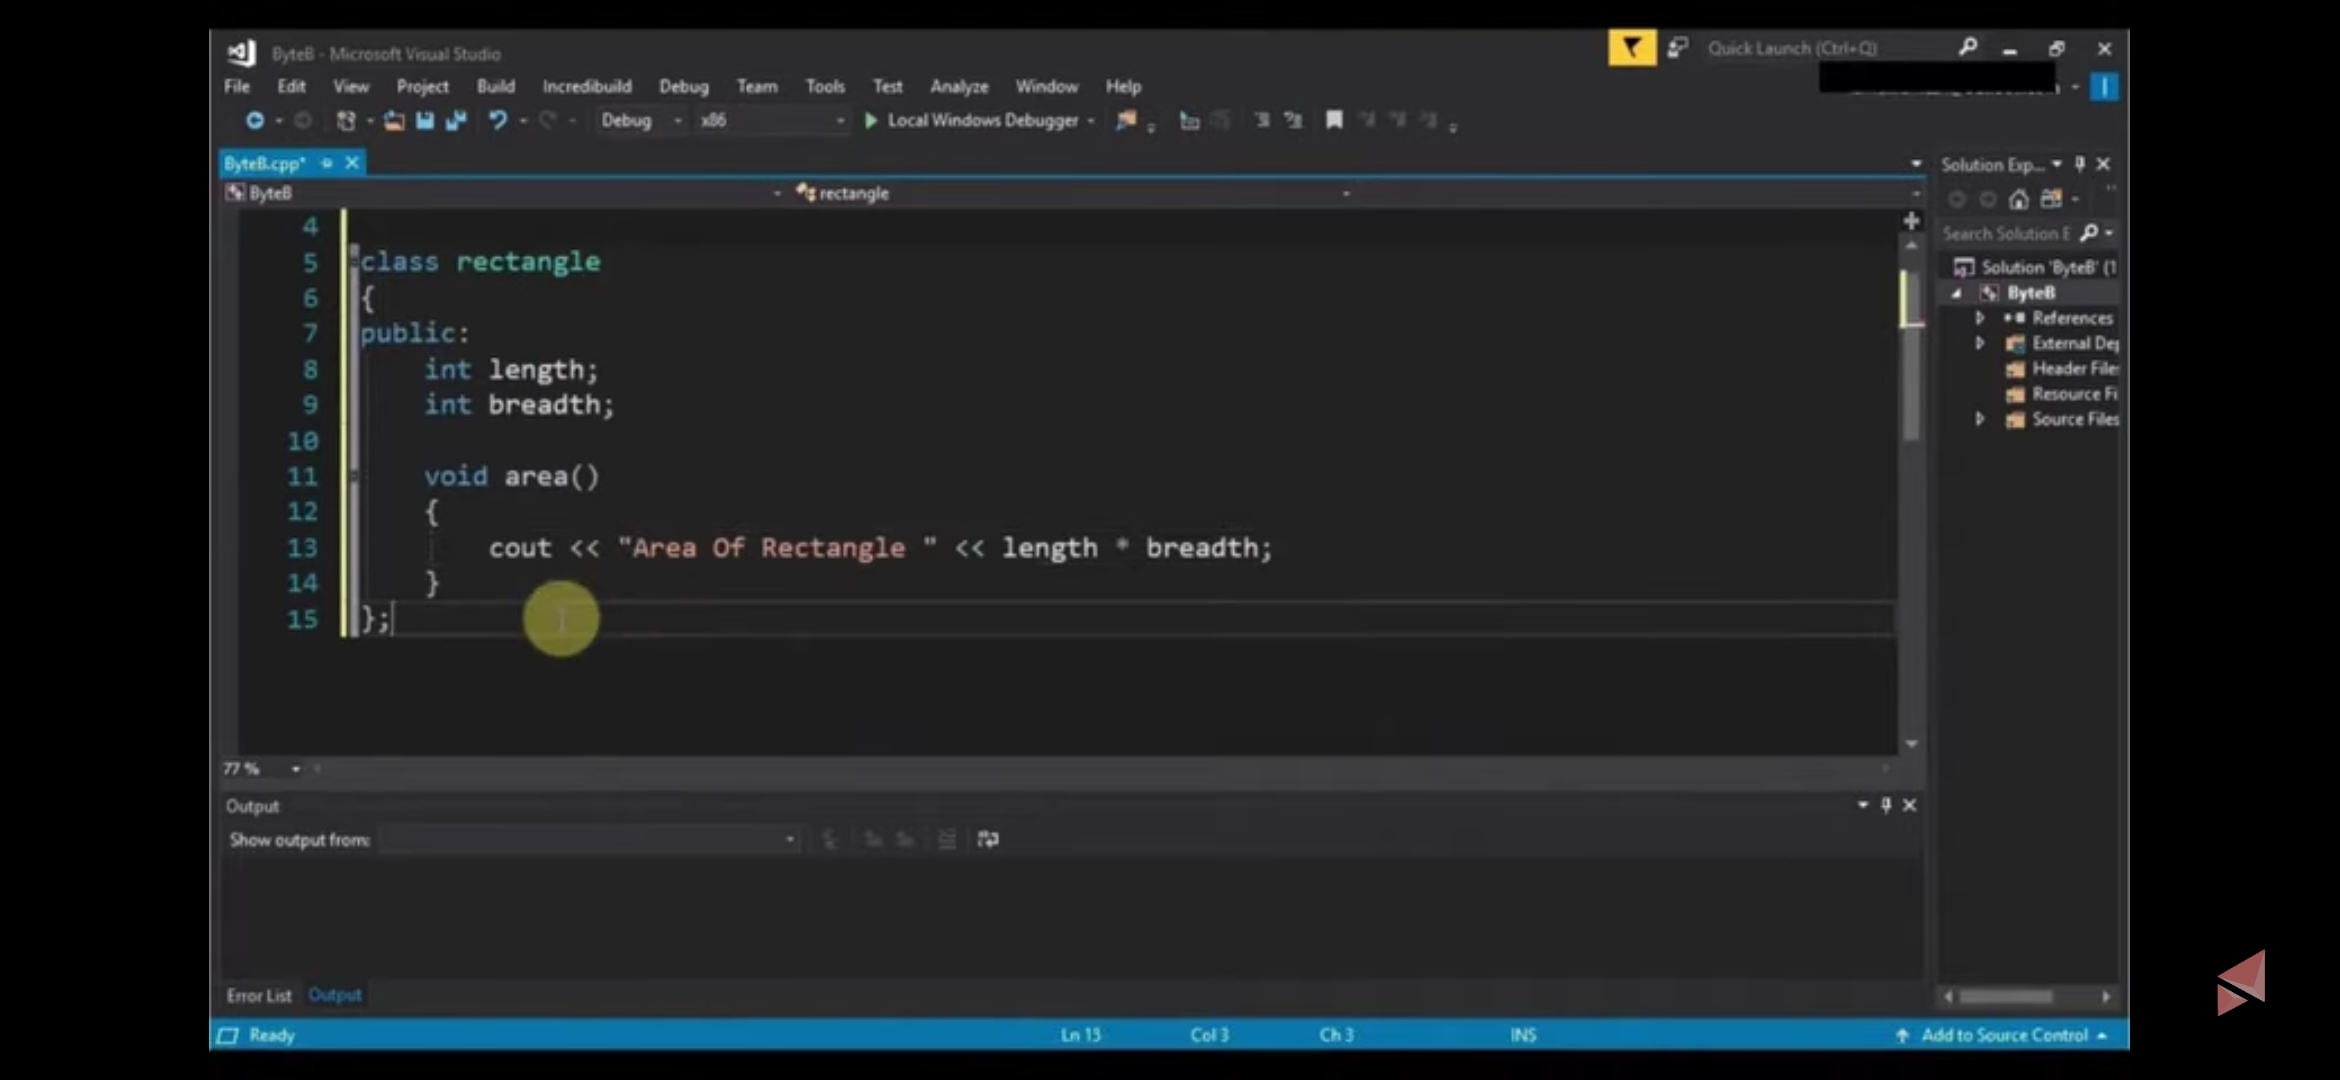 ByteB - Microsoft Visual Studio
Quick Launch (Ctrl+Q)
File Edit View Project Build Incredibuild Debug Team Tools Test Analyze Window Help
Debug x86 Local Windows Debugger
ByteB.cpp*
Solution Exp...
ByteB rectangle
Search Solution E
Solution 'ByteB' (1
ByteB
References
External Dep
Header Files
Resource Fi
Source Files
4
5 class rectangle
6 {
7 public:
8 int length;
9 int breadth;
10
11 void area()
12 {
13 cout << "Area Of Rectangle " << length * breadth;
14 }
15 };
77 %
Output
Show output from:
Error List Output
Ready Ln 15 Col 3 Ch 3 INS Add to Source Control